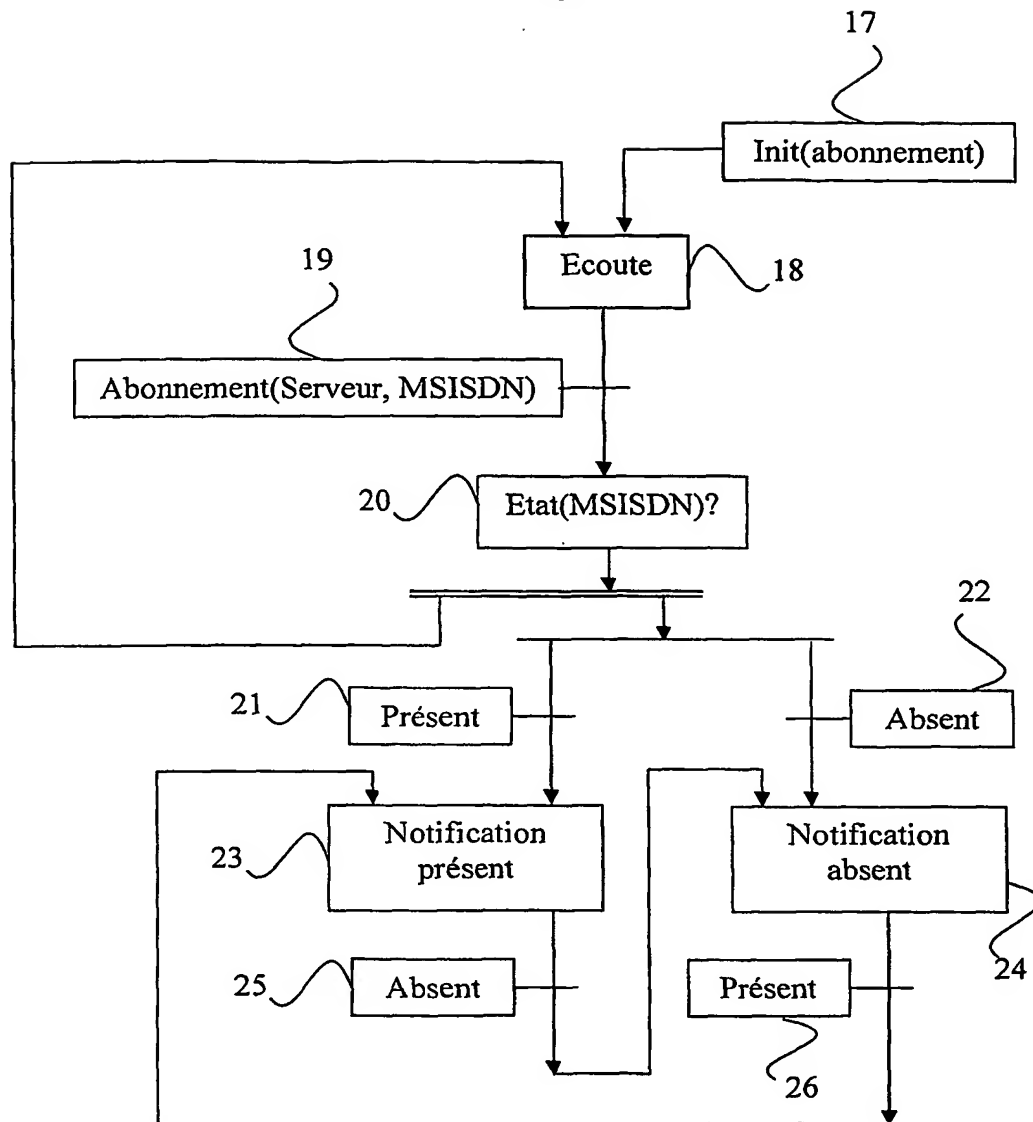 17
Init(abonnement)
Ecoute
18
19
Abonnement(Serveur, MSISDN)
20
Etat(MSISDN)?
22
21
Présent
Absent
Notification
présent
23
Notification
absent
24
25
Absent
Présent
26